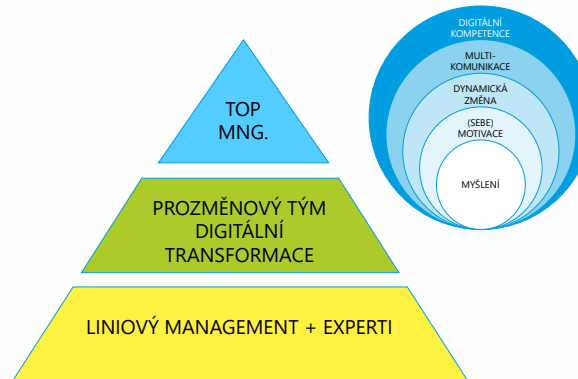 DIGITÁLNÍ
KOMPETENCE
MULTI-
KOMUNIKACE
DYNAMICKÁ
ZMĚNA
(SEBE)
MOTIVACE
MYŠLENÍ
TOP
MNG.
PROZMĚNOVÝ TÝM
DIGITÁLNÍ
TRANSFORMACE
LINIOVÝ MANAGEMENT + EXPERTI